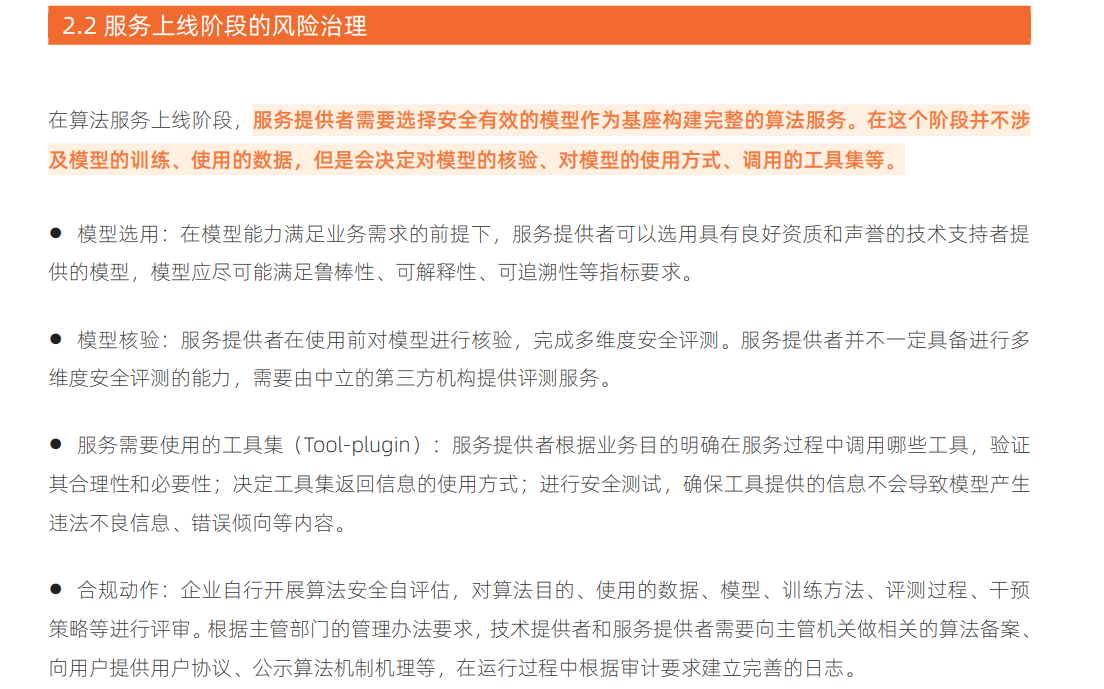 2.2 服务上线阶段的风险治理
在算法服务上线阶段，服务提供者需要选择安全有效的模型作为基座构建完整的算法服务。在这个阶段并不涉
及模型的训练、使用的数据，但是会决定对模型的核验、对模型的使用方式、调用的工具集等。
● 模型选用：在模型能力满足业务需求的前提下，服务提供者可以选用具有良好资质和声誉的技术支持者提
供的模型，模型应尽可能满足鲁棒性、可解释性、可追溯性等指标要求。
● 模型核验：服务提供者在使用前对模型进行核验，完成多维度安全评测。服务提供者并不一定具备进行多
维度安全评测的能力，需要由中立的第三方机构提供评测服务。
● 服务需要使用的工具集（Tool-plugin）：服务提供者根据业务目的明确在服务过程中调用哪些工具，验证
其合理性和必要性；决定工具集返回信息的使用方式；进行安全测试，确保工具提供的信息不会导致模型产生
违法不良信息、错误倾向等内容。
● 合规动作：企业自行开展算法安全自评估，对算法目的、使用的数据、模型、训练方法、评测过程、干预
策略等进行评审。根据主管部门的管理办法要求，技术提供者和服务提供者需要向主管机关做相关的算法备案、
向用户提供用户协议、公示算法机制机理等，在运行过程中根据审计要求建立完善的日志。